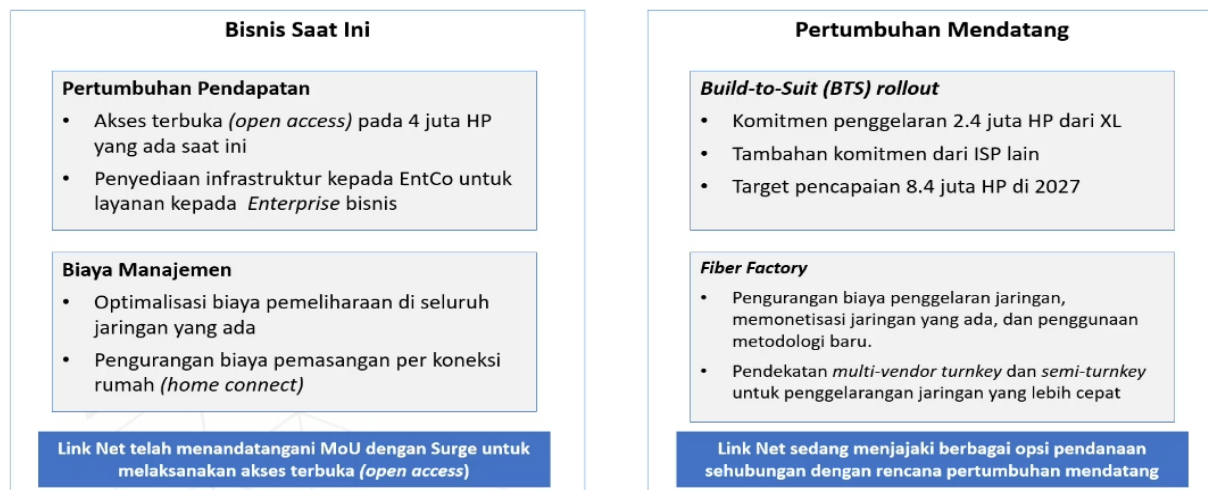 Bisnis Saat Ini
Pertumbuhan Pendapatan
• Akses terbuka (open access) pada 4 juta HP
yang ada saat ini
• Penyediaan infrastruktur kepada EntCo untuk
layanan kepada Enterprise bisnis
Biaya Manajemen
• Optimalisasi biaya pemeliharaan di seluruh
jaringan yang ada
• Pengurangan biaya pemasangan per koneksi
rumah (home connect)
Link Net telah menandatangani MoU dengan Surge untuk
melaksanakan akses terbuka (open access)
Pertumbuhan Mendatang
Build-to-Suit (BTS) rollout
• Komitmen penggelaran 2.4 juta HP dari XL
• Tambahan komitmen dari ISP lain
• Target pencapaian 8.4 juta HP di 2027
Fiber Factory
• Pengurangan biaya penggelaran jaringan,
memonetisasi jaringan yang ada, dan penggunaan
metodologi baru.
• Pendekatan multi-vendor turnkey dan semi-turnkey
untuk penggelarangan jaringan yang lebih cepat
Link Net sedang menjajaki berbagai opsi pendanaan
sehubungan dengan rencana pertumbuhan mendatang